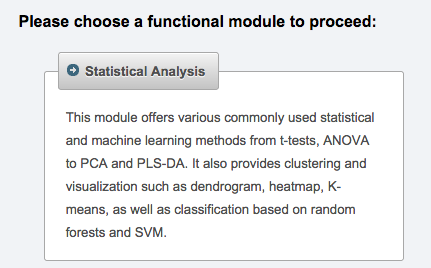 Please choose a functional module to proceed:
Statistical Analysis
This module offers various commonly used statistical
and machine learning methods from t-tests, ANOVA
to PCA and PLS-DA. It also provides clustering and
visualization such as dendrogram, heatmap, K-
means, as well as classification based on random
forests and SVM.